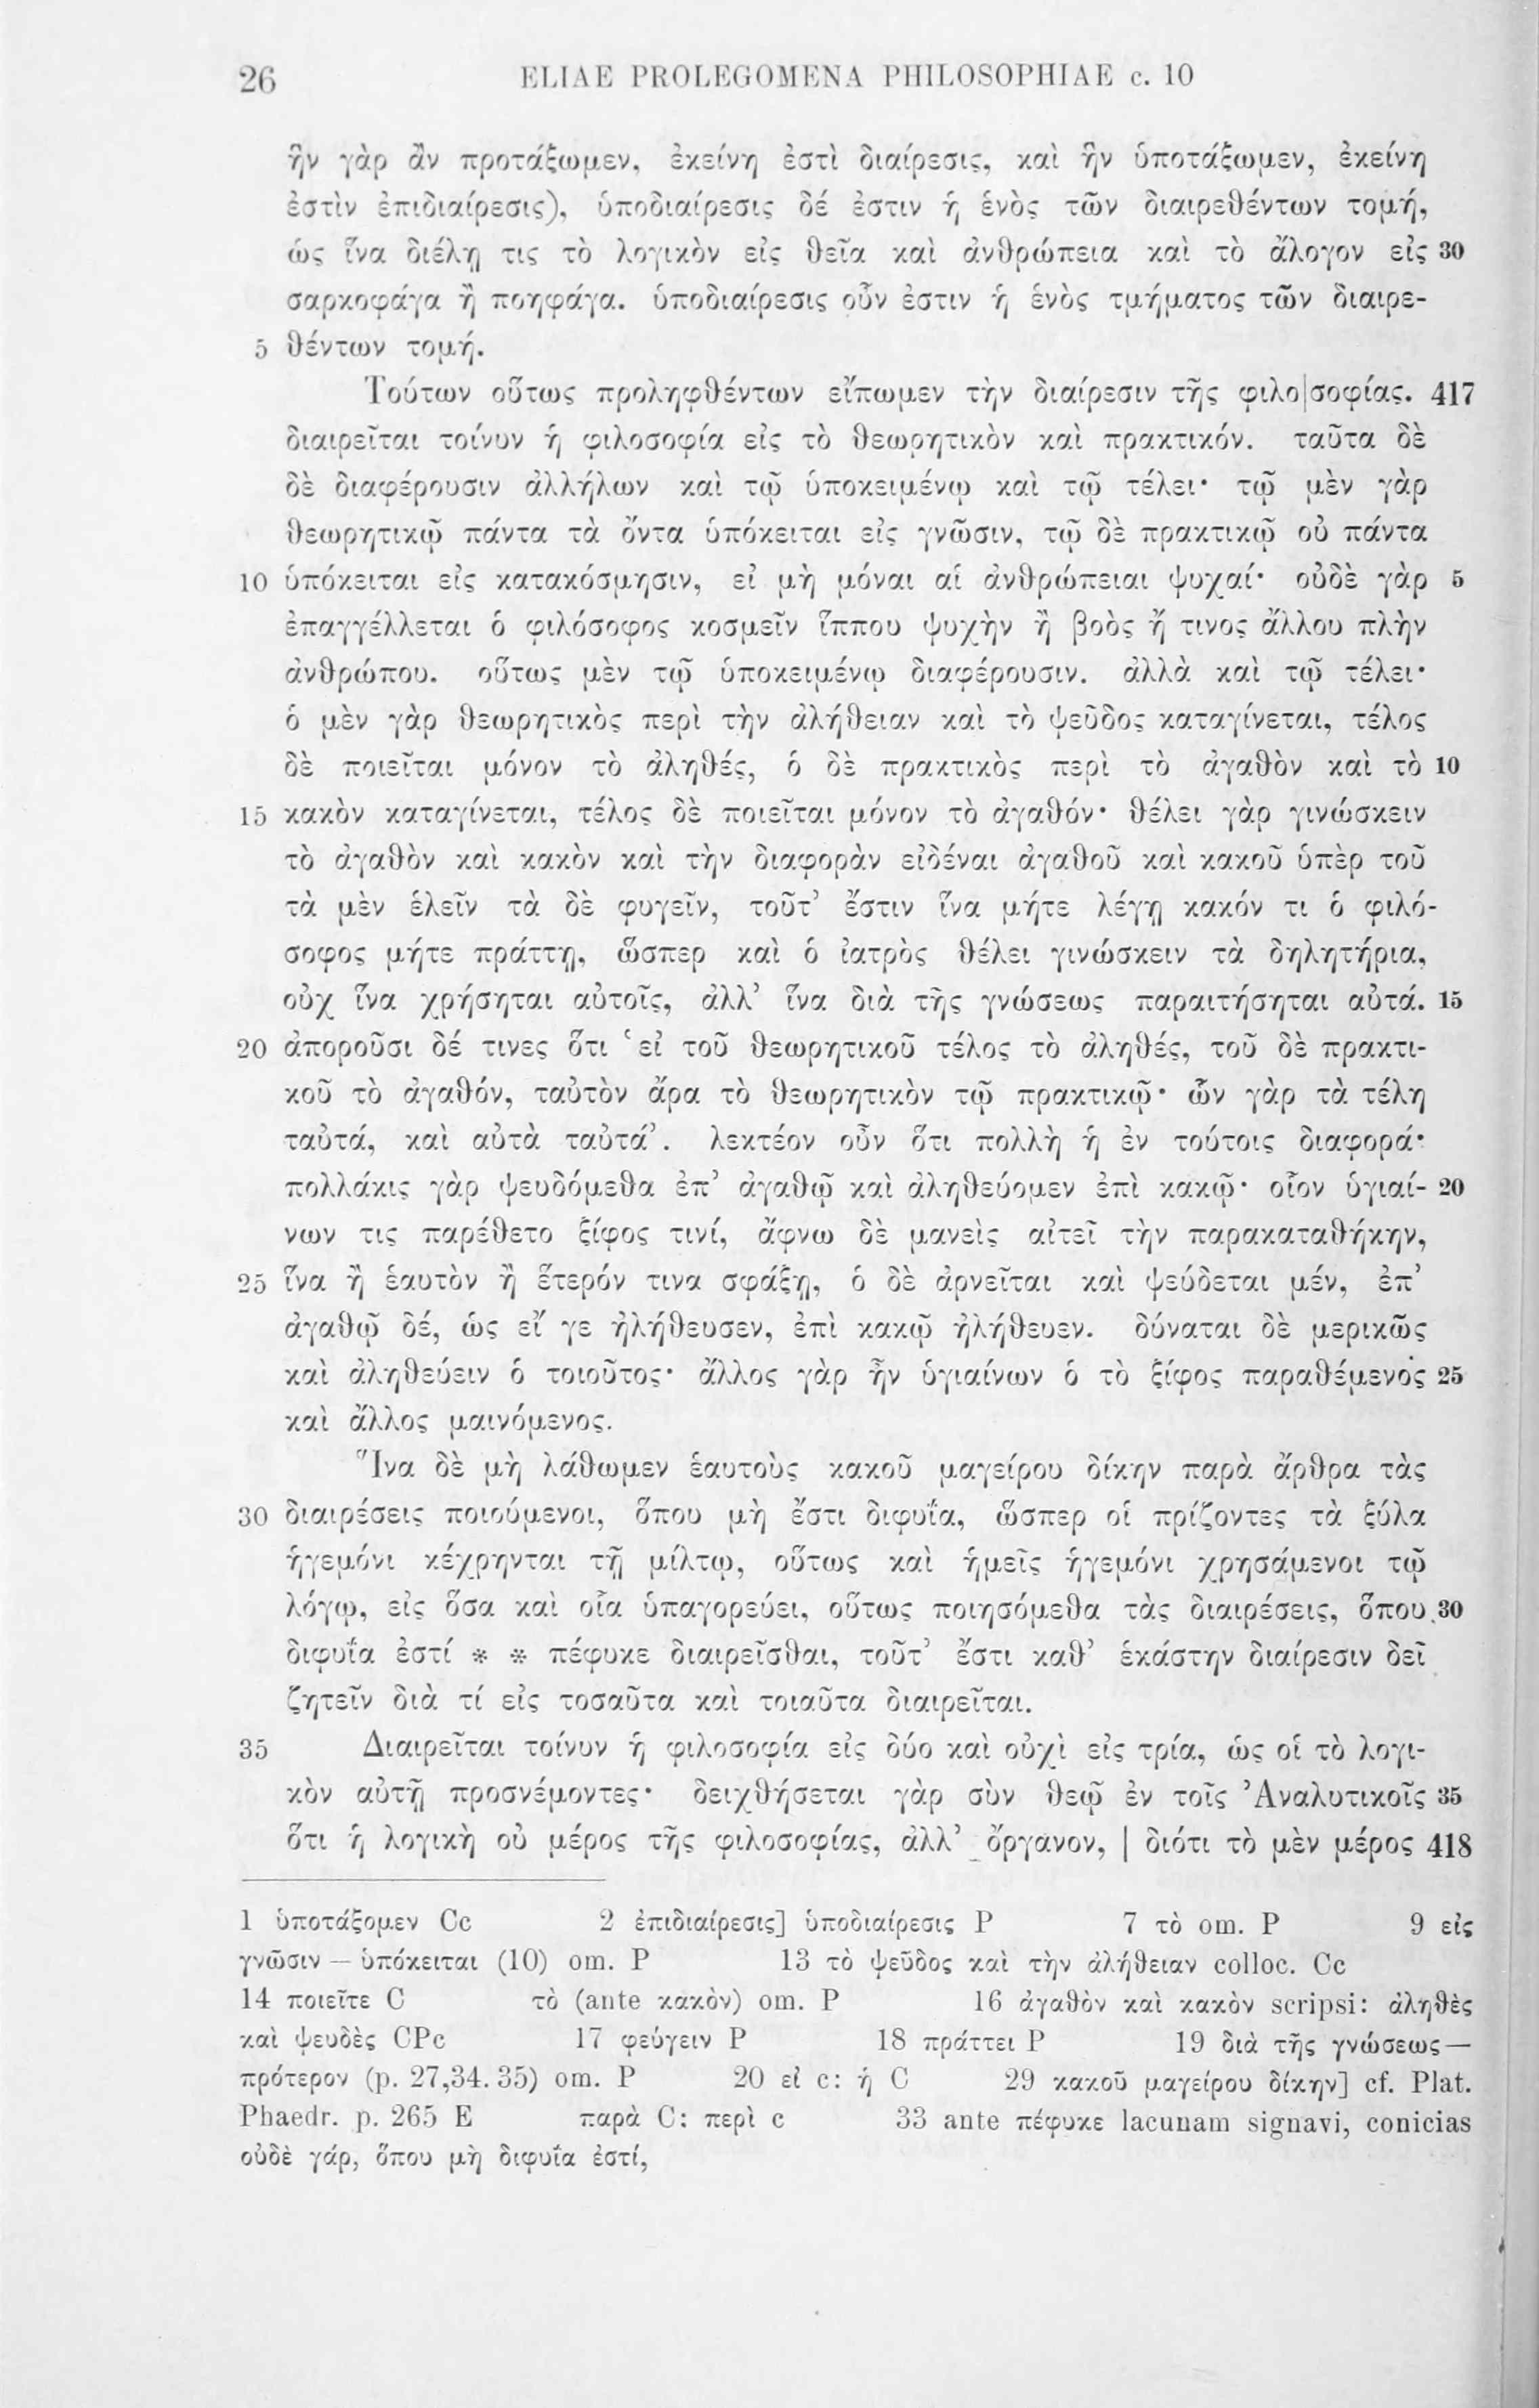 26 ELIAE PROLEGOMENA PHILOSOPHIAE c. 10
ἣν γὰρ ἂν προτάξωμεν, ἐκείνη ἐστὶ διαίρεσις, καὶ ἣν ὑποτάξωμεν, ἐκείνη
ἐστὶν ἐπιδιαίρεσις), ὑποδιαίρεσις δέ ἐστιν ἡ ἑνὸς τῶν διαιρεθέντων τομή,
ὡς ἵνα διέλῃ τις τὸ λογικὸν εἰς θεῖα καὶ ἀνθρώπεια καὶ τὸ ἄλογον εἰς 30
σαρκοφάγα ἢ ποηφάγα. ὑποδιαίρεσις οὖν ἐστιν ἡ ἑνὸς τμήματος τῶν διαιρε-
5 θέντων τομή.
Τούτων οὕτως προληφθέντων εἴπωμεν τὴν διαίρεσιν τῆς φιλο|σοφίας. 417
διαιρεῖται τοίνυν ἡ φιλοσοφία εἰς τὸ θεωρητικὸν καὶ πρακτικόν. ταῦτα δὲ
δὲ διαφέρουσιν ἀλλήλων καὶ τῷ ὑποκειμένῳ καὶ τῷ τέλει· τῷ μὲν γὰρ
θεωρητικῷ πάντα τὰ ὄντα ὑπόκειται εἰς γνῶσιν, τῷ δὲ πρακτικῷ οὐ πάντα
10 ὑπόκειται εἰς κατακόσμησιν, εἰ μὴ μόναι αἱ ἀνθρώπειαι ψυχαί· οὐδὲ γὰρ 5
ἐπαγγέλλεται ὁ φιλόσοφος κοσμεῖν ἵππου ψυχὴν ἢ βοὸς ἤ τινος ἄλλου πλὴν
ἀνθρώπου. οὕτως μὲν τῷ ὑποκειμένῳ διαφέρουσιν. ἀλλὰ καὶ τῷ τέλει·
ὁ μὲν γὰρ θεωρητικὸς περὶ τὴν ἀλήθειαν καὶ τὸ ψεῦδος καταγίνεται, τέλος
δὲ ποιεῖται μόνον τὸ ἀληθές, ὁ δὲ πρακτικὸς περὶ τὸ ἀγαθὸν καὶ τὸ 10
15 κακὸν καταγίνεται, τέλος δὲ ποιεῖται μόνον τὸ ἀγαθόν· θέλει γὰρ γινώσκειν
τὸ ἀγαθὸν καὶ κακὸν καὶ τὴν διαφορὰν εἰδέναι ἀγαθοῦ καὶ κακοῦ ὑπὲρ τοῦ
τὰ μὲν ἑλεῖν τὰ δὲ φυγεῖν, τοῦτ’ ἔστιν ἵνα μήτε λέγῃ κακόν τι ὁ φιλό-
σοφος μήτε πράττῃ, ὥσπερ καὶ ὁ ἰατρὸς θέλει γινώσκειν τὰ δηλητήρια,
οὐχ ἵνα χρήσηται αὐτοῖς, ἀλλ’ ἵνα διὰ τῆς γνώσεως παραιτήσηται αὐτά. 15
20 ἀποροῦσι δέ τινες ὅτι ‘εἰ τοῦ θεωρητικοῦ τέλος τὸ ἀληθές, τοῦ δὲ πρακτι-
κοῦ τὸ ἀγαθόν, ταὐτὸν ἄρα τὸ θεωρητικὸν τῷ πρακτικῷ· ὧν γὰρ τὰ τέλη
ταὐτά, καὶ αὐτὰ ταὐτά’. λεκτέον οὖν ὅτι πολλὴ ἡ ἐν τούτοις διαφορά·
πολλάκις γὰρ ψευδόμεθα ἐπ’ ἀγαθῷ καὶ ἀληθεύομεν ἐπὶ κακῷ· οἷον ὑγιαί- 20
νων τις παρέθετο ξίφος τινί, ἄφνω δὲ μανεὶς αἰτεῖ τὴν παρακαταθήκην,
25 ἵνα ἢ ἑαυτὸν ἢ ἕτερόν τινα σφάξῃ, ὁ δὲ ἀρνεῖται καὶ ψεύδεται μέν, ἐπ’
ἀγαθῷ δέ, ὡς εἴ γε ἠλήθευσεν, ἐπὶ κακῷ ἠλήθευεν. δύναται δὲ μερικῶς
καὶ ἀληθεύειν ὁ τοιοῦτος· ἄλλος γὰρ ἦν ὑγιαίνων ὁ τὸ ξίφος παραθέμενος 25
καὶ ἄλλος μαινόμενος.
Ἵνα δὲ μὴ λάθωμεν ἑαυτοὺς κακοῦ μαγείρου δίκην παρὰ ἄρθρα τὰς
30 διαιρέσεις ποιούμενοι, ὅπου μὴ ἔστι διφυΐα, ὥσπερ οἱ πρίζοντες τὰ ξύλα
ἡγεμόνι κέχρηνται τῇ μίλτῳ, οὕτως καὶ ἡμεῖς ἡγεμόνι χρησάμενοι τῷ
λόγῳ, εἰς ὅσα καὶ οἷα ὑπαγορεύει, οὕτως ποιησόμεθα τὰς διαιρέσεις, ὅπου 30
διφυΐα ἐστί * * πέφυκε διαιρεῖσθαι, τοῦτ’ ἔστι καθ’ ἑκάστην διαίρεσιν δεῖ
ζητεῖν διὰ τί εἰς τοσαῦτα καὶ τοιαῦτα διαιρεῖται.
35 Διαιρεῖται τοίνυν ἡ φιλοσοφία εἰς δύο καὶ οὐχὶ εἰς τρία, ὡς οἱ τὸ λογι-
κὸν αὐτῇ προσνέμοντες· δειχθήσεται γὰρ σὺν θεῷ ἐν τοῖς Ἀναλυτικοῖς 35
ὅτι ἡ λογικὴ οὐ μέρος τῆς φιλοσοφίας, ἀλλ’ ὄργανον, | διότι τὸ μὲν μέρος 418
1 ὑποτάξομεν Cc 2 ἐπιδιαίρεσις] ὑποδιαίρεσις P 7 τὸ om. P 9 εἰς
γνῶσιν — ὑπόκειται (10) om. P 13 τὸ ψεῦδος καὶ τὴν ἀλήθειαν colloc. Cc
14 ποιεῖτε C τὸ (ante κακὸν) om. P 16 ἀγαθὸν καὶ κακὸν scripsi: ἀληθὲς
καὶ ψευδὲς CPc 17 φεύγειν P 18 πράττει P 19 διὰ τῆς γνώσεως —
πρότερον (p. 27,34. 35) om. P 20 εἰ c: ἡ C 29 κακοῦ μαγείρου δίκην] cf. Plat.
Phaedr. p. 265 E παρὰ C: περὶ c 33 ante πέφυκε lacunam signavi, conicias
οὐδὲ γάρ, ὅπου μὴ διφυΐα ἐστί,